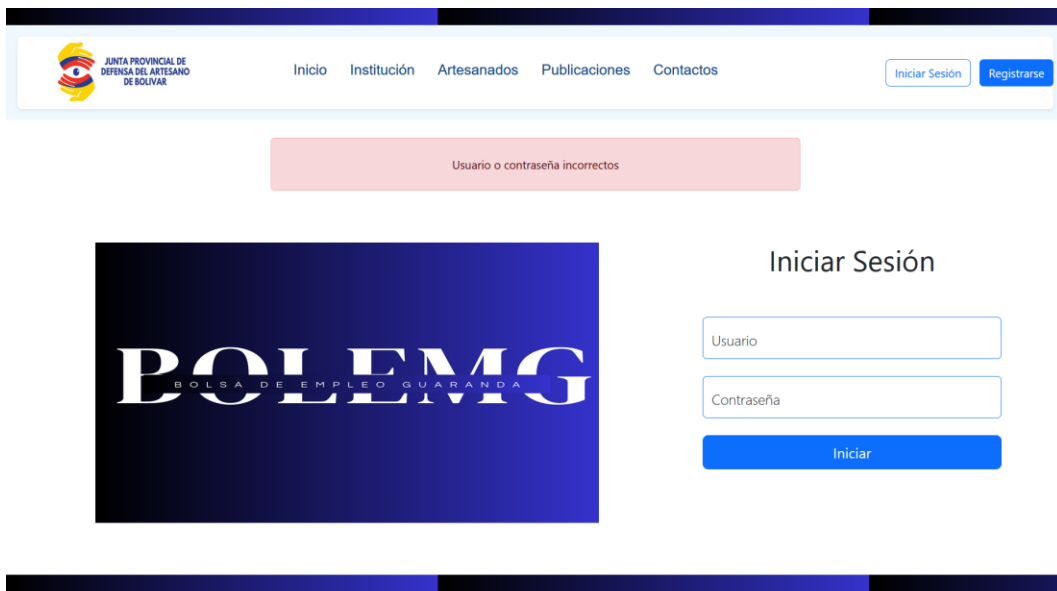 JUNTA PROVINCIAL DE
DEFENSA DEL ARTESANO
DE BOLIVAR
Inicio Institución Artesanados Publicaciones Contactos
Iniciar Sesión Registrarse
Usuario o contraseña incorrectos
BOLEMG
BOLSA DE EMPLEO GUARANDA
Iniciar Sesión
Usuario
Contraseña
Iniciar